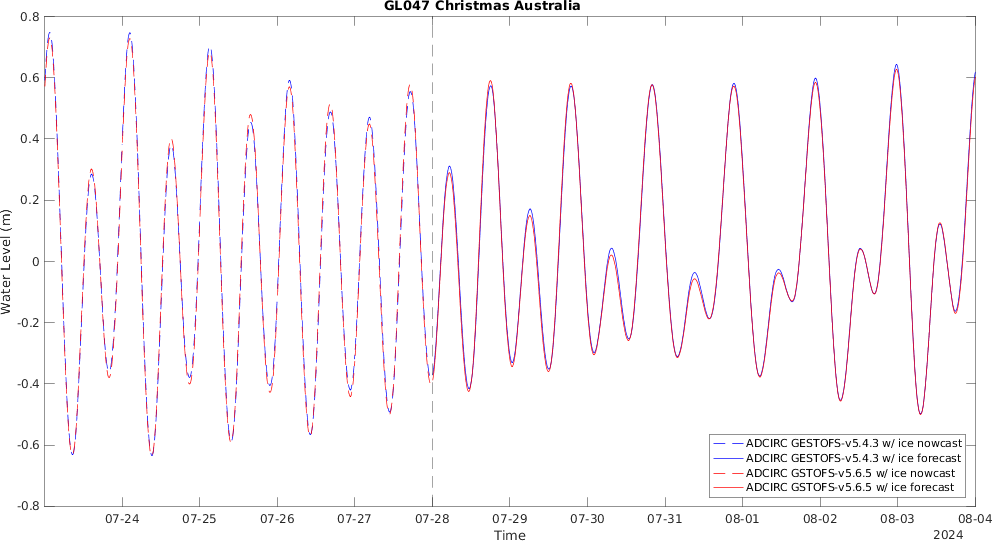 GL047 Christmas Australia
Water Level (m)
0.8
0.6
0.4
0.2
0
-0.2
-0.4
-0.6
-0.8
ADCIRC GESTOFS-v5.4.3 w/ ice nowcast
ADCIRC GESTOFS-v5.4.3 w/ ice forecast
ADCIRC GSTOFS-v5.6.5 w/ ice nowcast
ADCIRC GSTOFS-v5.6.5 w/ ice forecast
07-24 07-25 07-26 07-27 07-28 07-29 07-30 07-31 08-01 08-02 08-03 08-04
Time
2024